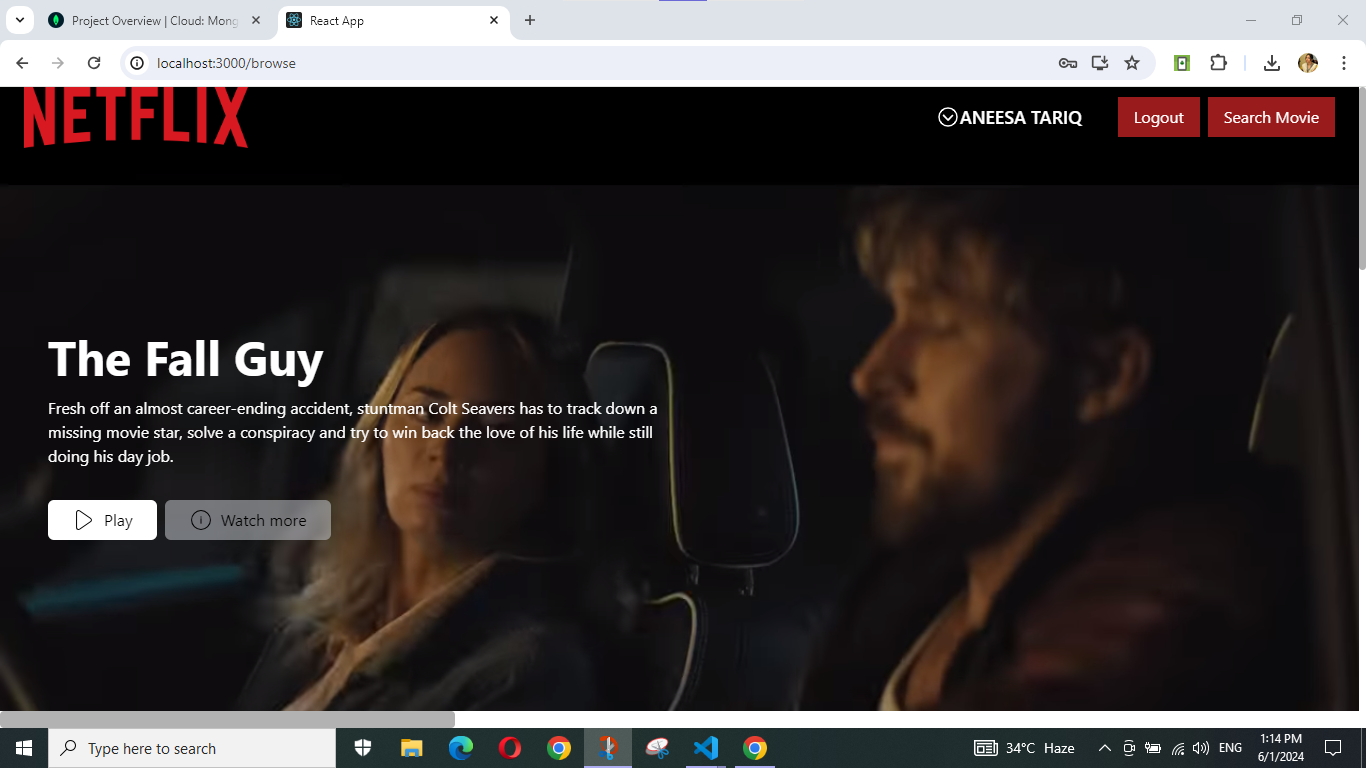 Project Overview | Cloud: Mong
React App
localhost:3000/browse
NETFLIX
ANEESA TARIQ
Logout
Search Movie
The Fall Guy
Fresh off an almost career-ending accident, stuntman Colt Seavers has to track down a
missing movie star, solve a conspiracy and try to win back the love of his life while still
doing his day job.
Play
Watch more
Type here to search
34°C Haze
ENG
1:14 PM
6/1/2024